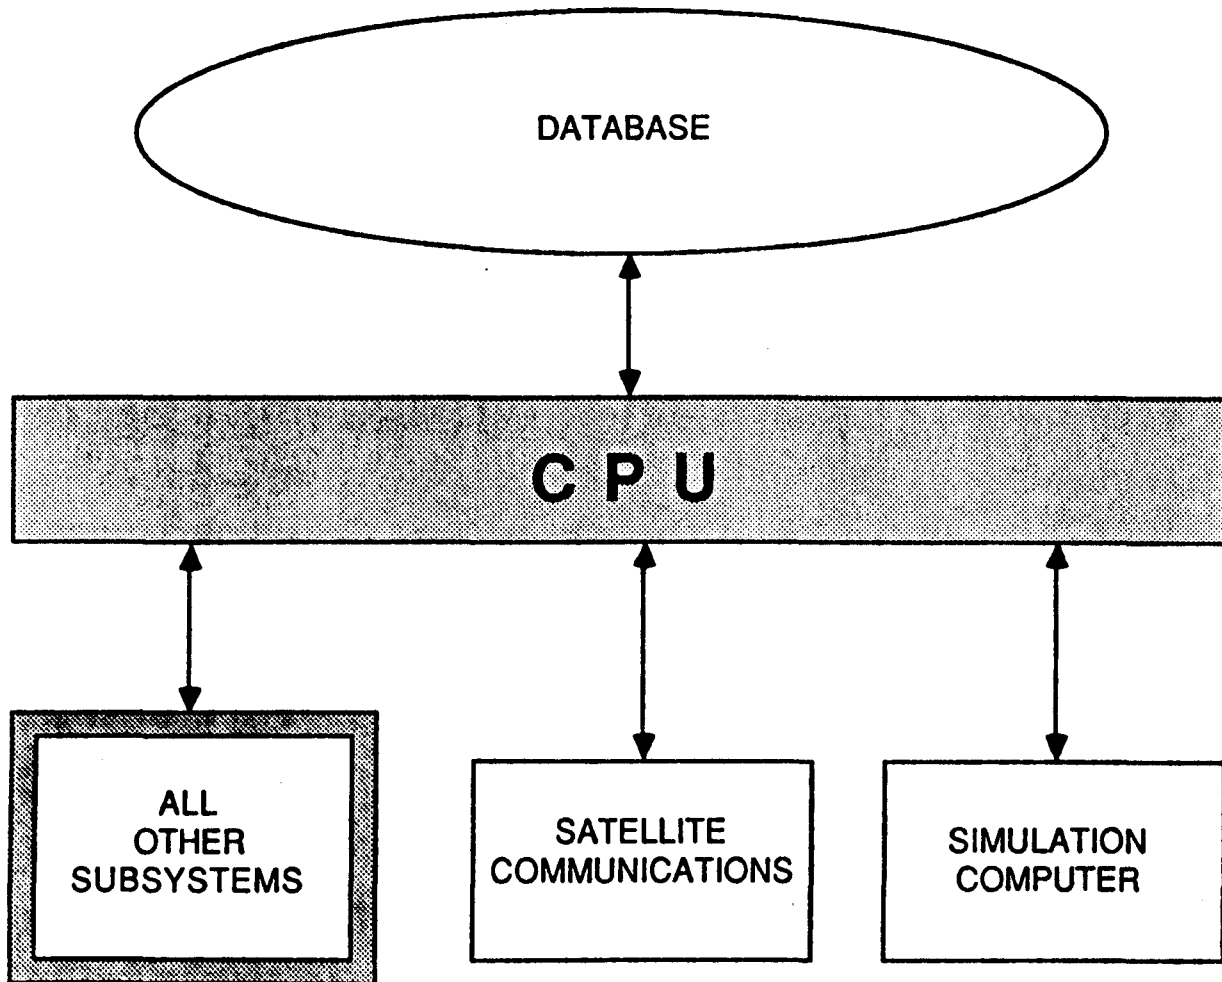 DATABASE
C P U
ALL
OTHER
SUBSYSTEMS
SATELLITE
COMMUNICATIONS
SIMULATION
COMPUTER